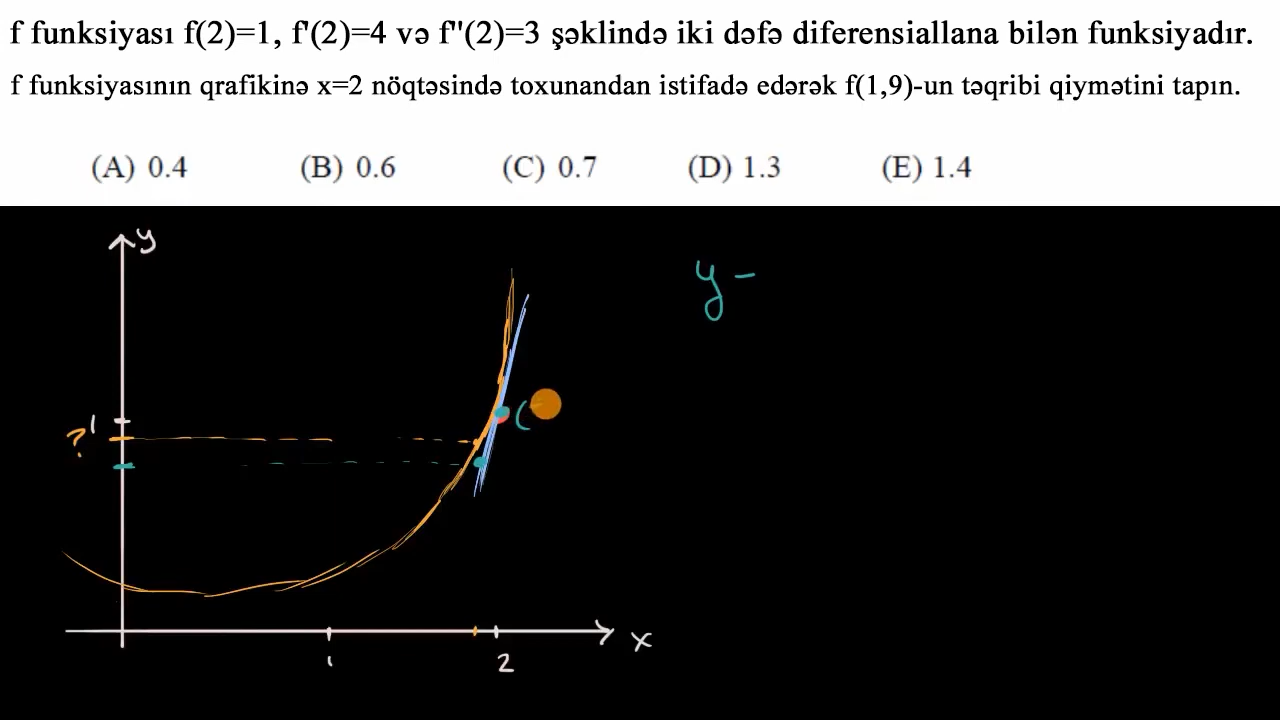 f funksiyası f(2)=1, f'(2)=4 və f''(2)=3 şəklində iki dəfə diferensiallana bilən funksiyadır.
f funksiyasının qrafikinə x=2 nöqtəsində toxunandan istifadə edərək f(1,9)-un təqribi qiymətini tapın.
(A) 0.4 (B) 0.6 (C) 0.7 (D) 1.3 (E) 1.4
y
y -
(
1
?
x
1 2